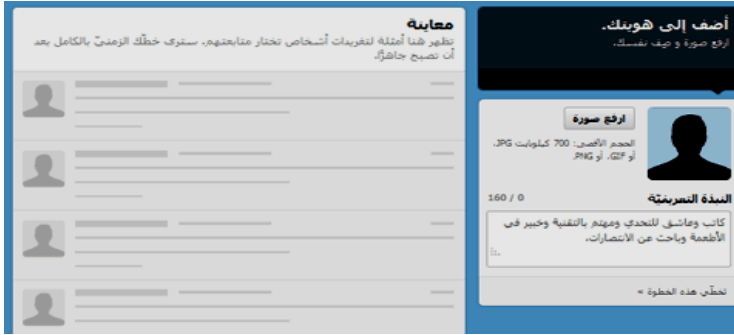 أضف إلى هويتك.
ارفع صورة و صِف نفسك.
ارفع صورة
الحجم الأقصى: 700 كيلوبايت JPG،
أو GIF، أو PNG.
النبذة التعريفيّة
160 / 0
كاتب وعاشق للتحدي ومهتم بالتقنية وخبير في
الأطعمة وباحث عن الانتصارات.
تخطّي هذه الخطوة »
معاينة
تظهر هنا أمثلة لتغريدات أشخاص تختار متابعتهم. سترى خطّك الزمنيّ بالكامل بعد
أن تصبح جاهزًا.